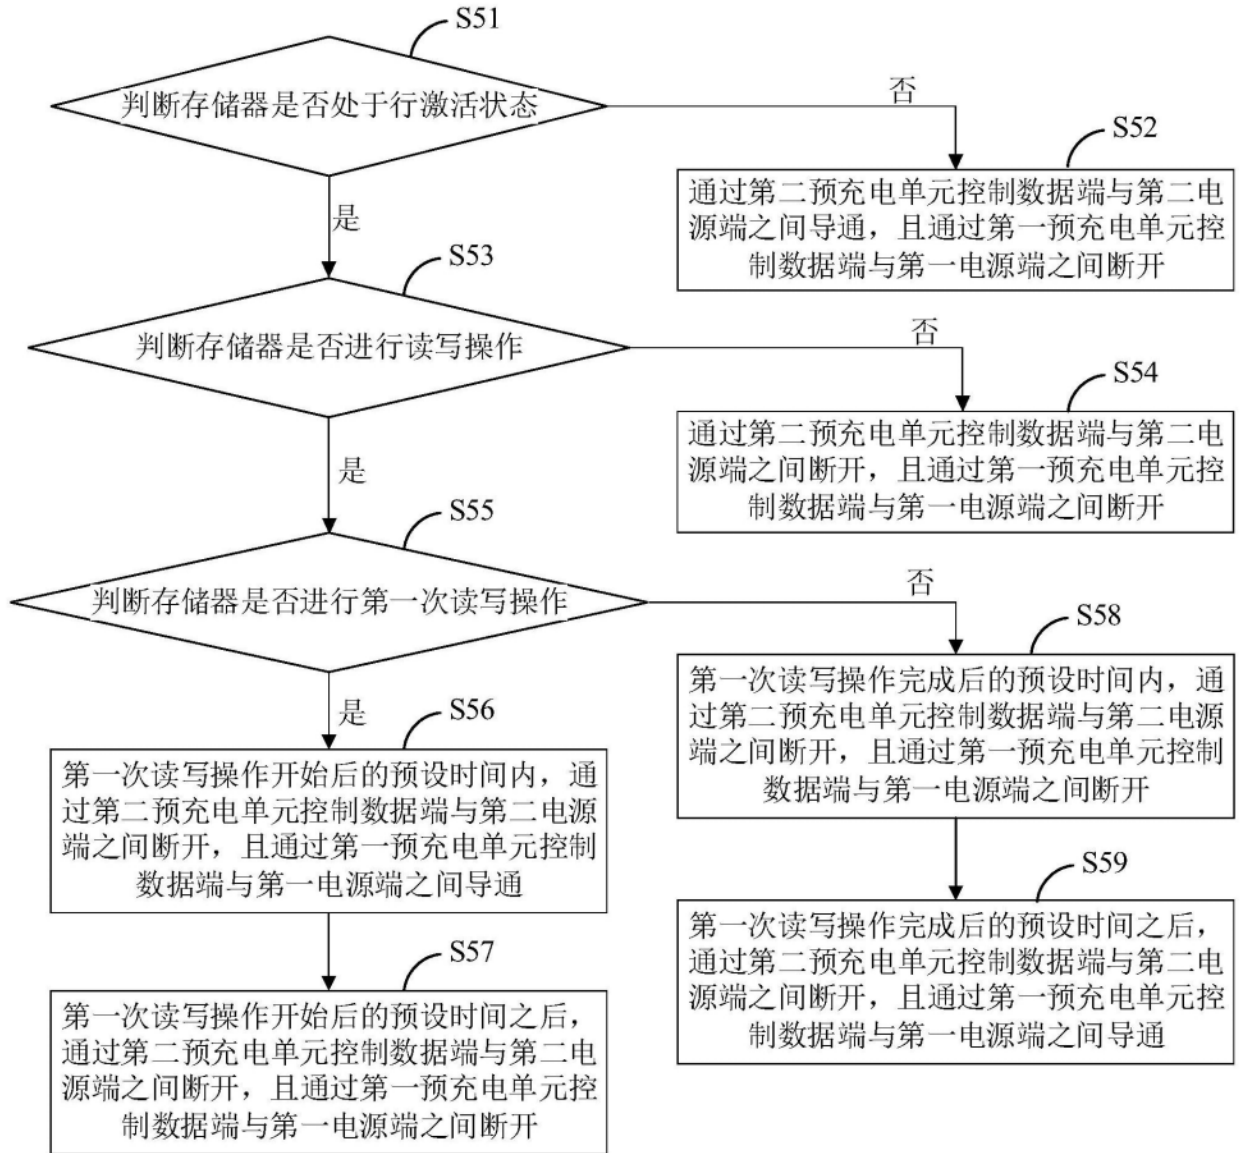 S51
判断存储器是否处于行激活状态
否
S52
通过第二预充电单元控制数据端与第二电
源端之间导通，且通过第一预充电单元控
制数据端与第一电源端之间断开
是
S53
判断存储器是否进行读写操作
否
S54
通过第二预充电单元控制数据端与第二电
源端之间断开，且通过第一预充电单元控
制数据端与第一电源端之间断开
是
S55
判断存储器是否进行第一次读写操作
否
S58
第一次读写操作完成后的预设时间内，通
过第二预充电单元控制数据端与第二电源
端之间断开，且通过第一预充电单元控制
数据端与第一电源端之间断开
是
S56
第一次读写操作开始后的预设时间内，通
过第二预充电单元控制数据端与第二电源
端之间断开，且通过第一预充电单元控制
数据端与第一电源端之间导通
S59
第一次读写操作完成后的预设时间之后，
通过第二预充电单元控制数据端与第二电
源端之间断开，且通过第一预充电单元控
制数据端与第一电源端之间导通
S57
第一次读写操作开始后的预设时间之后，
通过第二预充电单元控制数据端与第二电
源端之间断开，且通过第一预充电单元控
制数据端与第一电源端之间断开